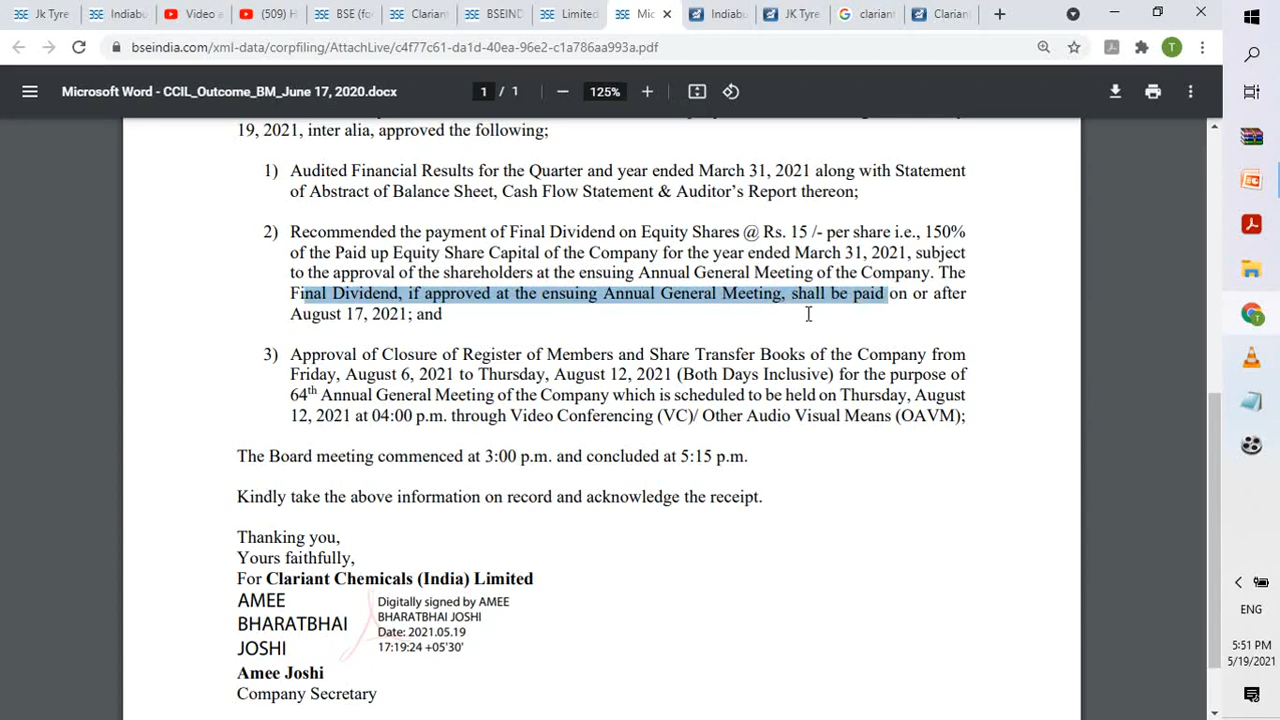 Jk Tyre
Indiabu
Video a
(509) H
BSE (fo
Clariant
BSEIND
Limited
Mic
Indiabu
JK Tyre
clariant
Clarian
bseindia.com/xml-data/corpfiling/AttachLive/c4f77c61-da1d-40ea-96e2-c1a786aa993a.pdf
T
Microsoft Word - CCIL_Outcome_BM_June 17, 2020.docx
1 / 1
125%
19, 2021, inter alia, approved the following;
1) Audited Financial Results for the Quarter and year ended March 31, 2021 along with Statement
of Abstract of Balance Sheet, Cash Flow Statement & Auditor's Report thereon;
2) Recommended the payment of Final Dividend on Equity Shares @ Rs. 15 /- per share i.e., 150%
of the Paid up Equity Share Capital of the Company for the year ended March 31, 2021, subject
to the approval of the shareholders at the ensuing Annual General Meeting of the Company. The
Final Dividend, if approved at the ensuing Annual General Meeting, shall be paid on or after
August 17, 2021; and
3) Approval of Closure of Register of Members and Share Transfer Books of the Company from
Friday, August 6, 2021 to Thursday, August 12, 2021 (Both Days Inclusive) for the purpose of
64th Annual General Meeting of the Company which is scheduled to be held on Thursday, August
12, 2021 at 04:00 p.m. through Video Conferencing (VC)/ Other Audio Visual Means (OAVM);
The Board meeting commenced at 3:00 p.m. and concluded at 5:15 p.m.
Kindly take the above information on record and acknowledge the receipt.
Thanking you,
Yours faithfully,
For Clariant Chemicals (India) Limited
AMEE
BHARATBHAI
JOSHI
Digitally signed by AMEE
BHARATBHAI JOSHI
Date: 2021.05.19
17:19:24 +05'30'
Amee Joshi
Company Secretary
ENG
5:51 PM
5/19/2021